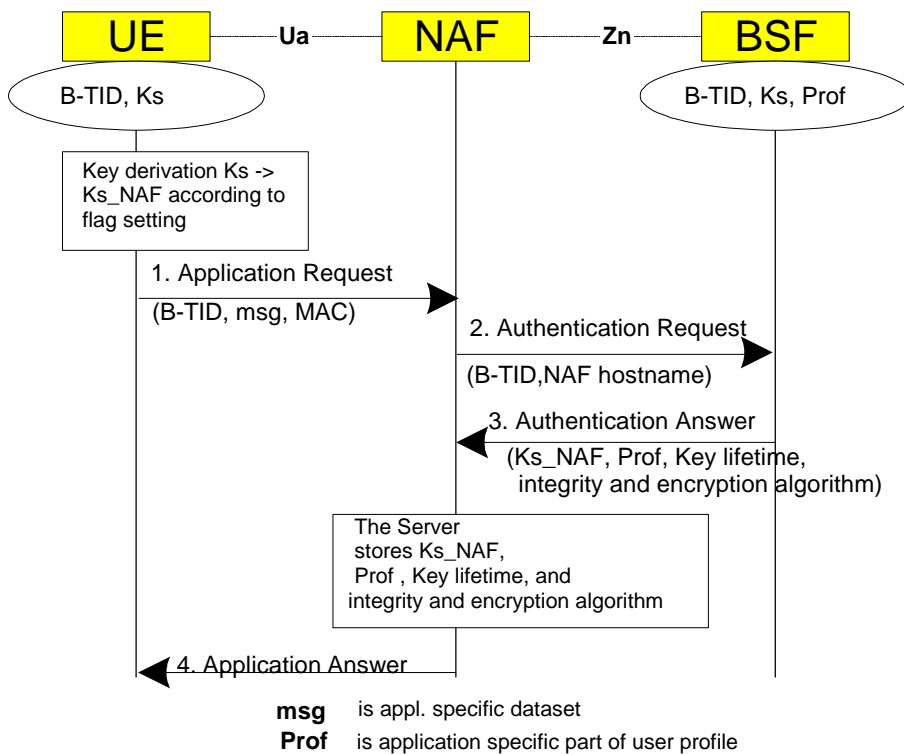 UE Ua NAF Zn BSF
B-TID, Ks
B-TID, Ks, Prof
Key derivation Ks ->
Ks_NAF according to
flag setting
1. Application Request
(B-TID, msg, MAC)
2. Authentication Request
(B-TID,NAF hostname)
3. Authentication Answer
(Ks_NAF, Prof, Key lifetime,
integrity and encryption algorithm)
The Server
stores Ks_NAF,
Prof , Key lifetime, and
integrity and encryption algorithm
4. Application Answer
msg is appl. specific dataset
Prof is application specific part of user profile